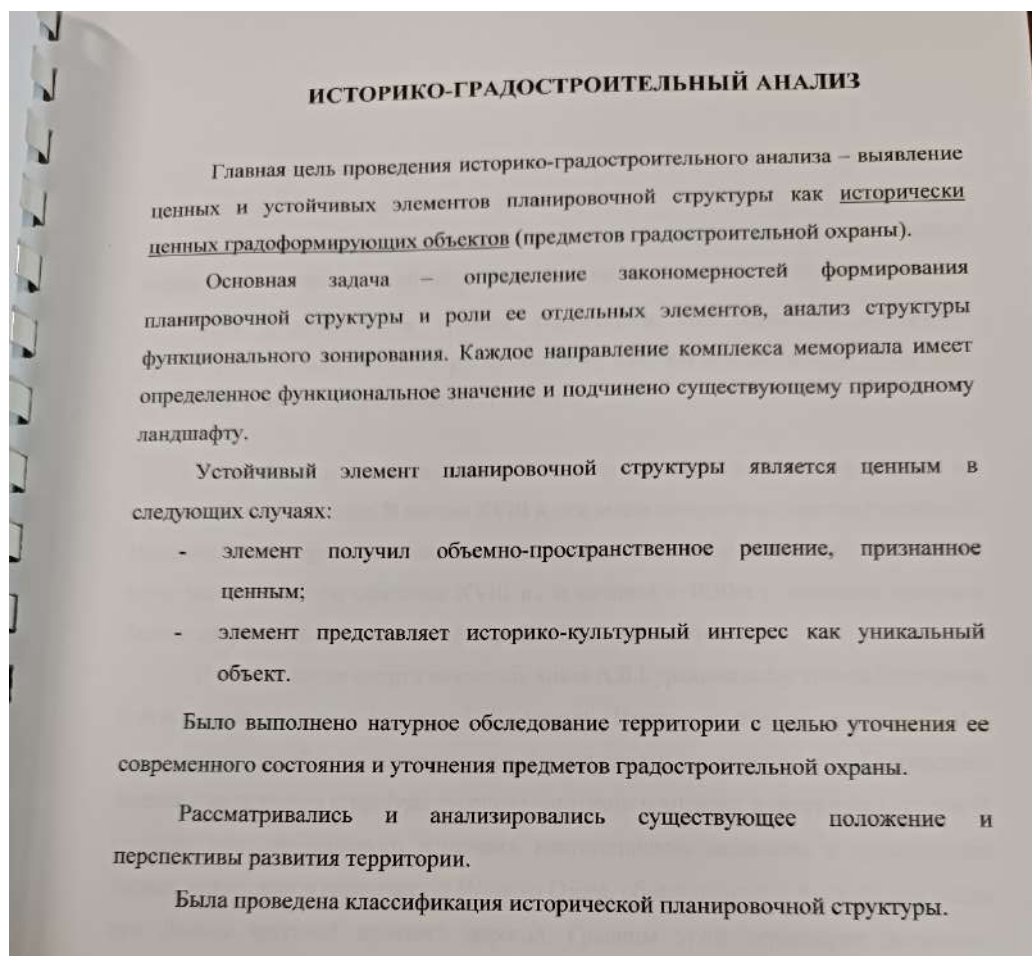 ИСТОРИКО-ГРАДОСТРОИТЕЛЬНЫЙ АНАЛИЗ
Главная цель проведения историко-градостроительного анализа – выявление
ценных и устойчивых элементов планировочной структуры как исторически
ценных градоформирующих объектов (предметов градостроительной охраны).
Основная задача – определение закономерностей формирования
планировочной структуры и роли ее отдельных элементов, анализ структуры
функционального зонирования. Каждое направление комплекса мемориала имеет
определенное функциональное значение и подчинено существующему природному
ландшафту.
Устойчивый элемент планировочной структуры является ценным в
следующих случаях:
- элемент получил объемно-пространственное решение, признанное
ценным;
- элемент представляет историко-культурный интерес как уникальный
объект.
Было выполнено натурное обследование территории с целью уточнения ее
современного состояния и уточнения предметов градостроительной охраны.
Рассматривались и анализировались существующее положение и
перспективы развития территории.
Была проведена классификация исторической планировочной структуры.